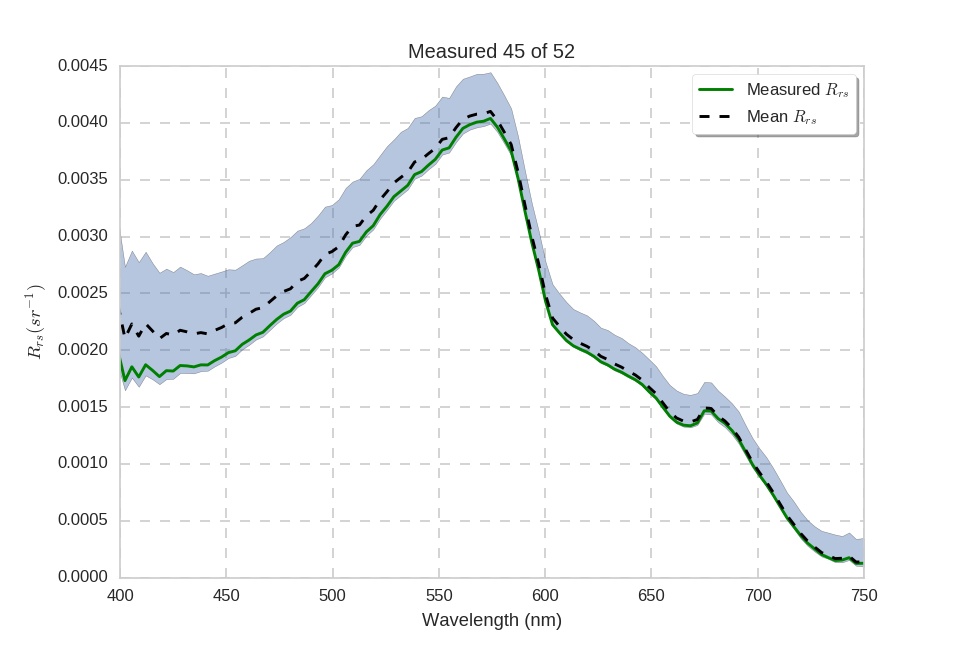 Measured 45 of 52
0.0045
0.0040
0.0035
0.0030
0.0025
0.0020
0.0015
0.0010
0.0005
0.0000
R_rs(sr^-1)
Measured R_rs
Mean R_rs
400 450 500 550 600 650 700 750
Wavelength (nm)